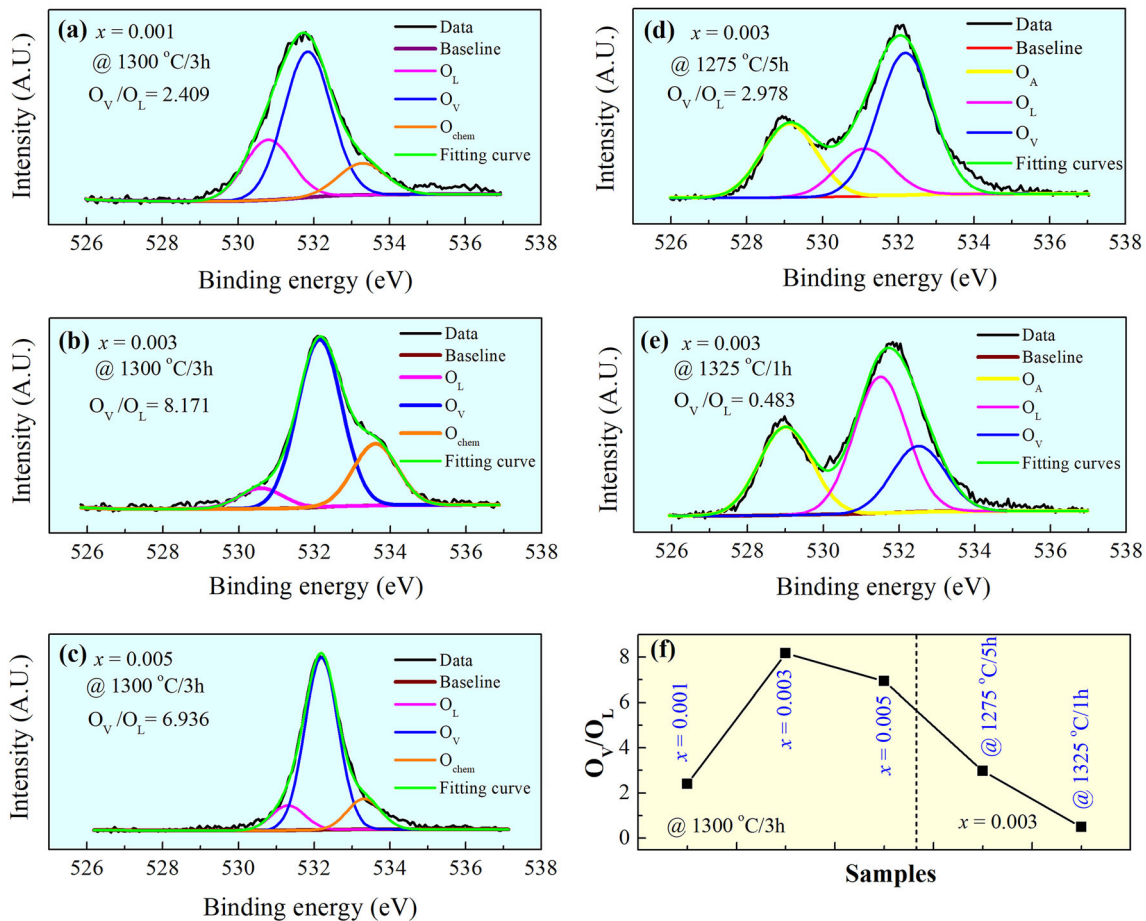 (a)
x = 0.001
@ 1300 °C/3h
O_V/O_L = 2.409
Data
Baseline
O_L
O_V
O_chem
Fitting curve
Intensity (A.U.)
526 528 530 532 534 536 538
Binding energy (eV)
(d)
x = 0.003
@ 1275 °C/5h
O_V/O_L = 2.978
Data
Baseline
O_A
O_L
O_V
Fitting curves
Intensity (A.U.)
526 528 530 532 534 536 538
Binding energy (eV)
(b)
x = 0.003
@ 1300 °C/3h
O_V/O_L = 8.171
Data
Baseline
O_L
O_V
O_chem
Fitting curve
Intensity (A.U.)
526 528 530 532 534 536 538
Binding energy (eV)
(e)
x = 0.003
@ 1325 °C/1h
O_V/O_L = 0.483
Data
Baseline
O_A
O_L
O_V
Fitting curves
Intensity (A.U.)
526 528 530 532 534 536 538
Binding energy (eV)
(c)
x = 0.005
@ 1300 °C/3h
O_V/O_L = 6.936
Data
Baseline
O_L
O_V
O_chem
Fitting curve
Intensity (A.U.)
526 528 530 532 534 536 538
Binding energy (eV)
(f)
O_V/O_L
8
6
4
2
0
x = 0.001
x = 0.003
x = 0.005
@ 1275 °C/5h
@ 1325 °C/1h
@ 1300 °C/3h
x = 0.003
Samples